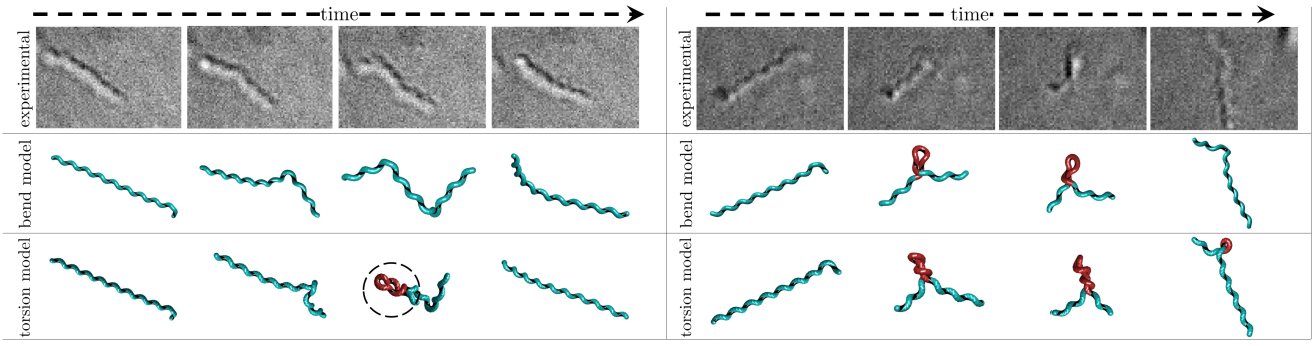 time
time
experimental
experimental
bend model
bend model
torsion model
torsion model